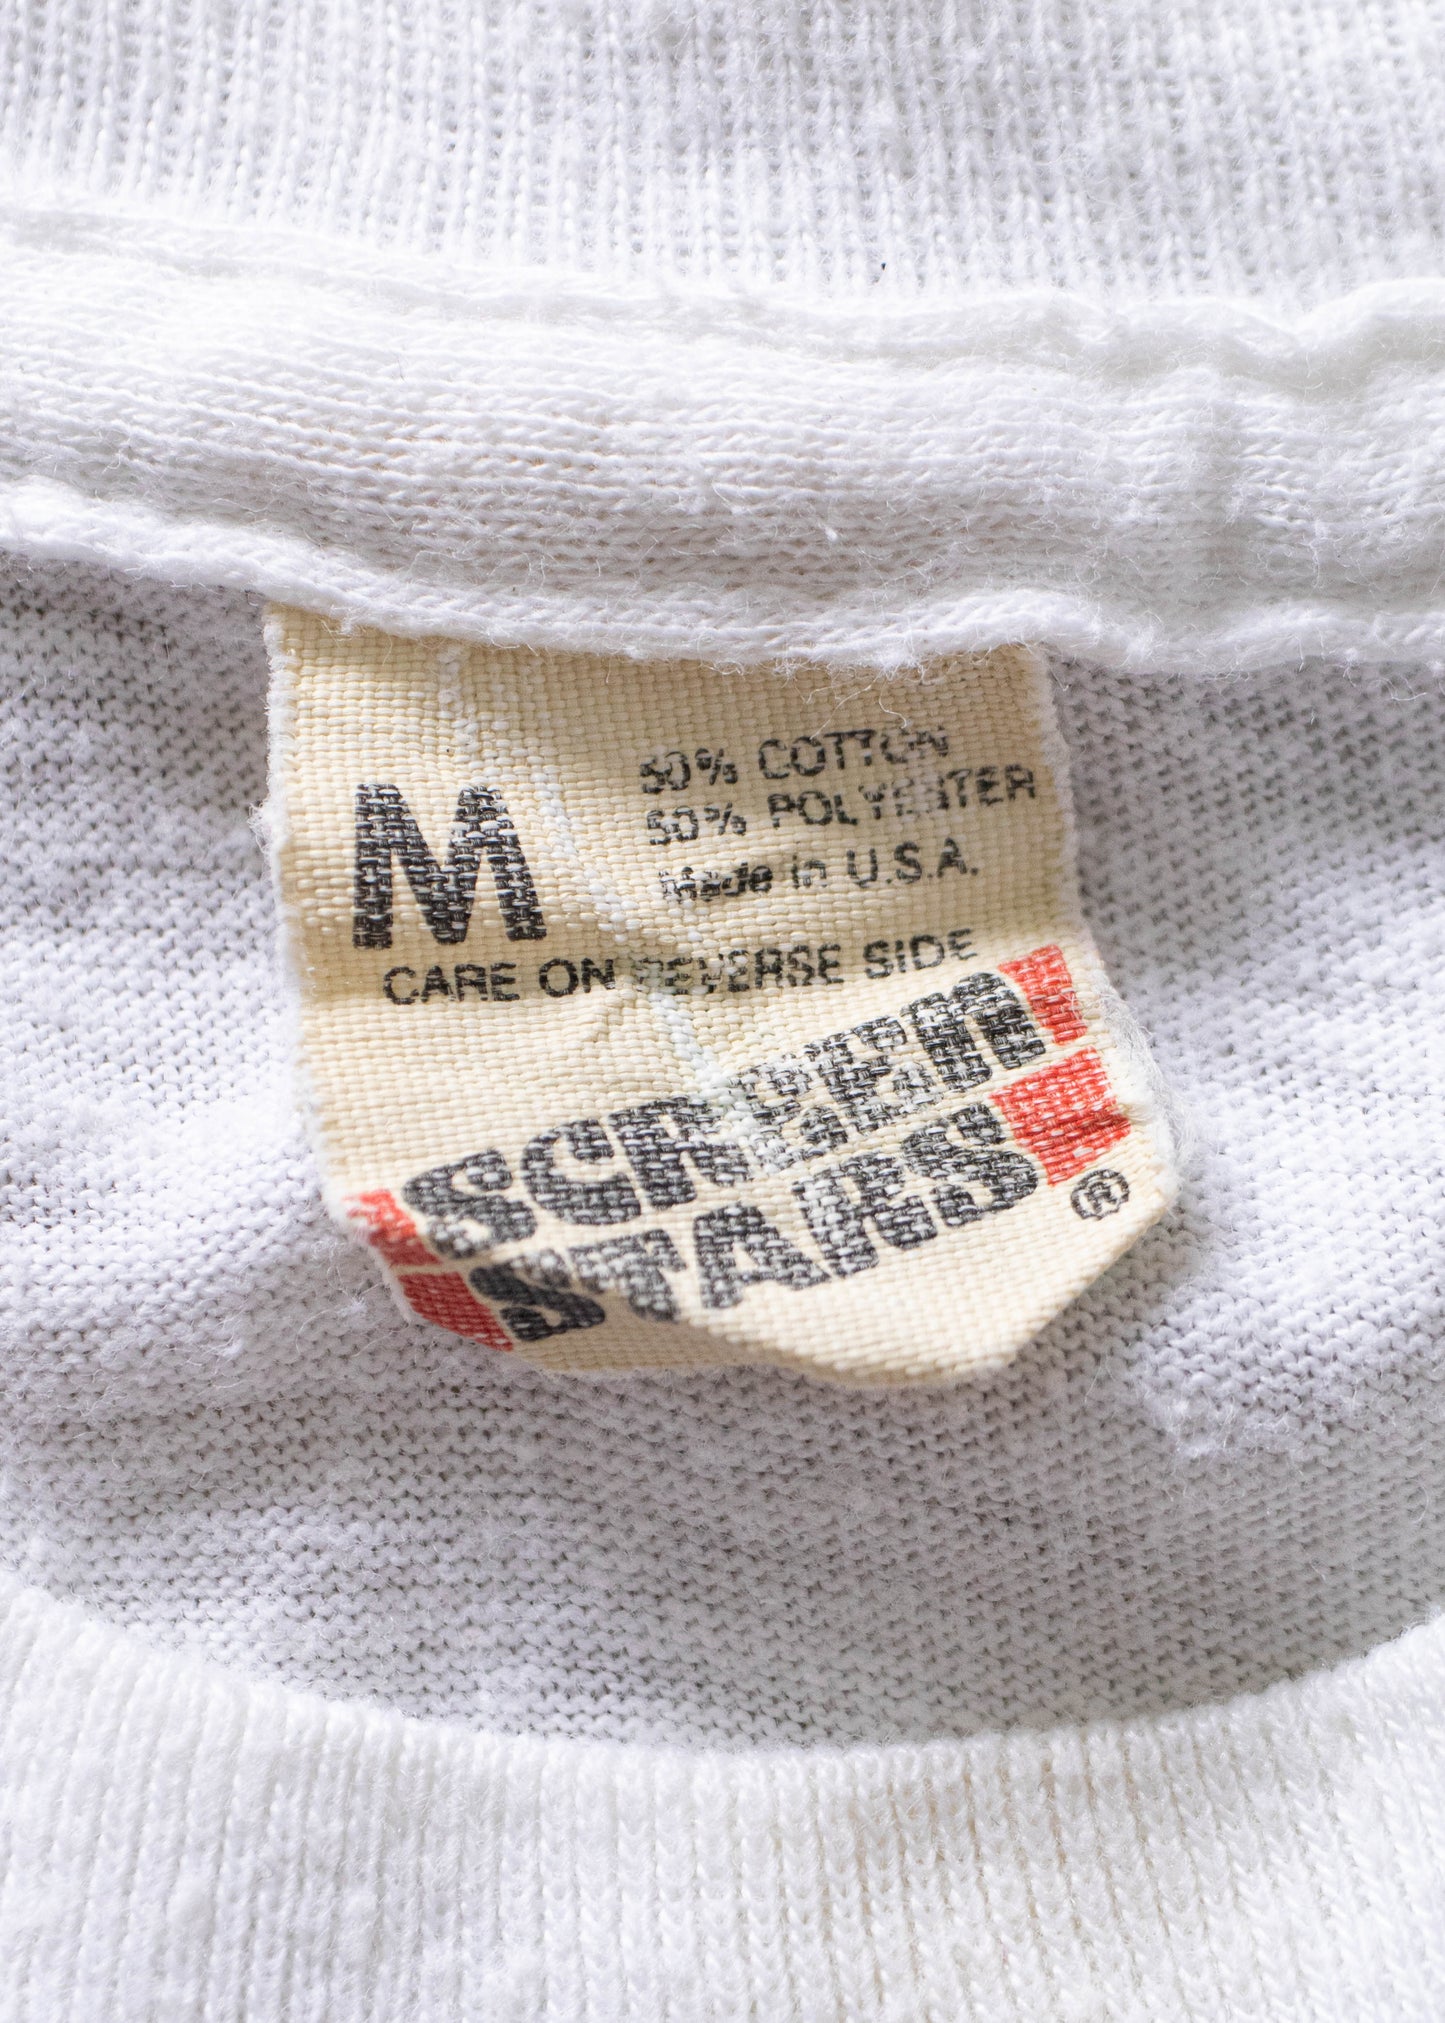 M
50% COTTON
50% POLYESTER
Made in U.S.A.
CARE ON REVERSE SIDE
SCREEN
STARS
®